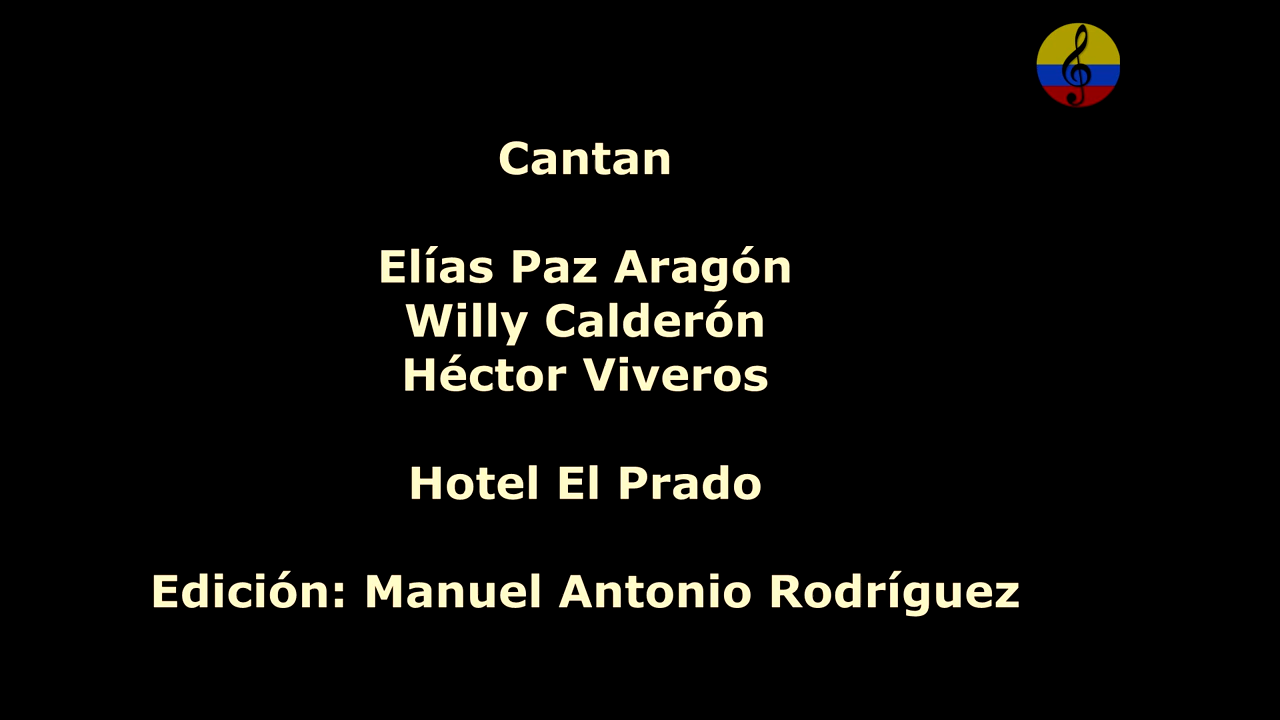 Cantan
Elías Paz Aragón
Willy Calderón
Héctor Viveros
Hotel El Prado
Edición: Manuel Antonio Rodríguez